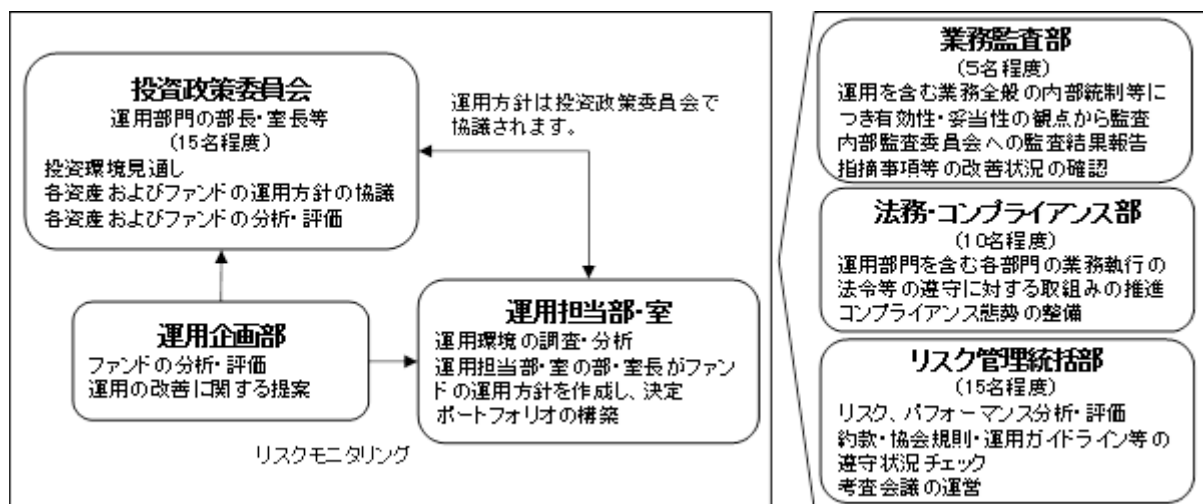 投資政策委員会
運用部門の部長・室長等
(15名程度)
投資環境見通し
各資産およびファンドの運用方針の協議
各資産およびファンドの分析・評価
運用方針は投資政策委員会で
協議されます。
運用企画部
ファンドの分析・評価
運用の改善に関する提案
運用担当部・室
運用環境の調査・分析
運用担当部・室の部・室長がファン
ドの運用方針を作成し、決定
ポートフォリオの構築
リスクモニタリング
業務監査部
(5名程度)
運用を含む業務全般の内部統制等に
つき有効性・妥当性の観点から監査
内部監査委員会への監査結果報告
指摘事項等の改善状況の確認
法務・コンプライアンス部
(10名程度)
運用部門を含む各部門の業務執行の
法令等の遵守に対する取組みの推進
コンプライアンス態勢の整備
リスク管理統括部
(15名程度)
リスク、パフォーマンス分析・評価
約款・協会規則・運用ガイドライン等の
遵守状況チェック
考査会議の運営